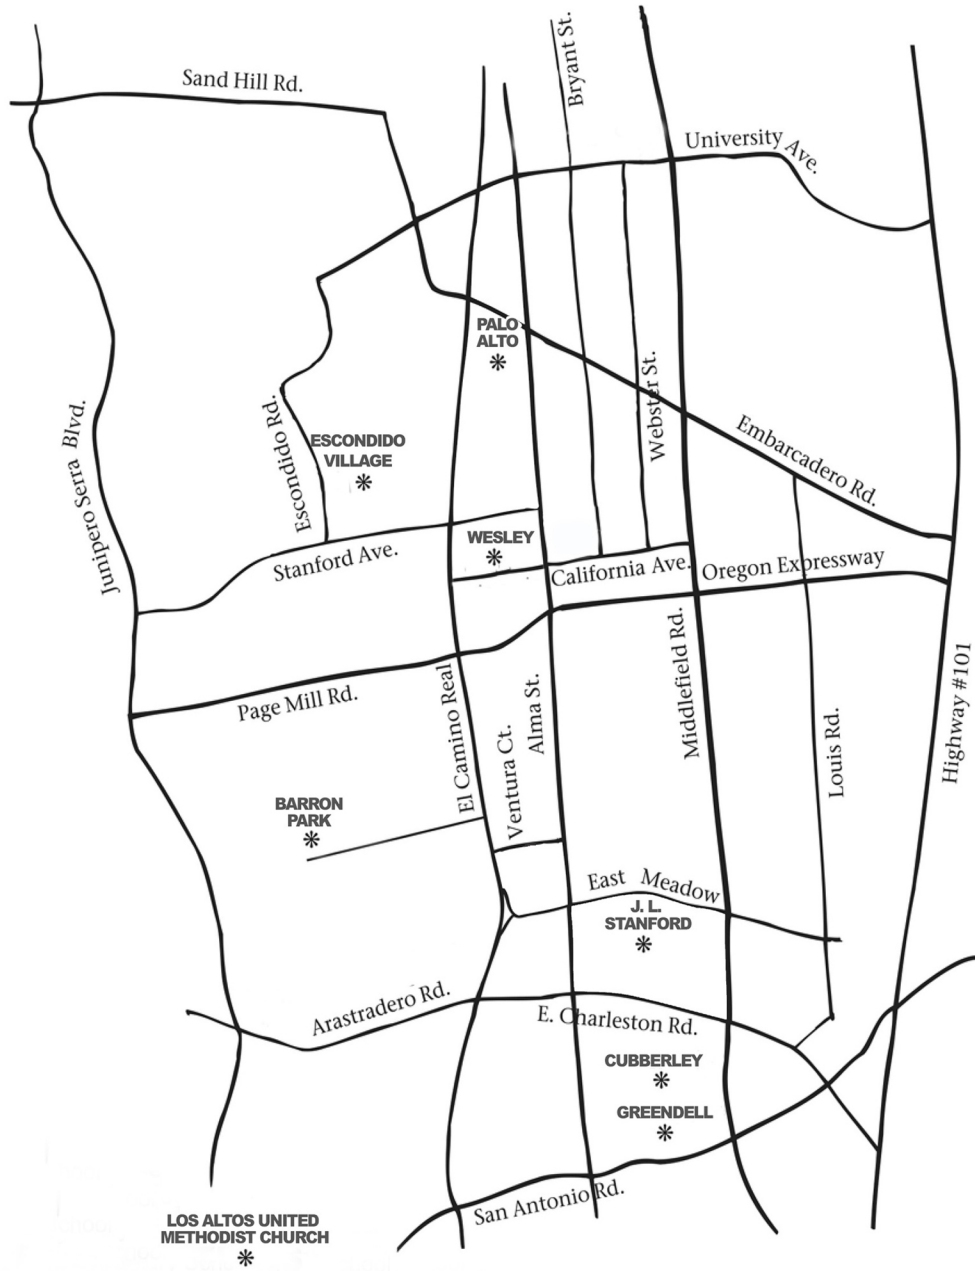 Bryant St.
Sand Hill Rd.
University Ave.
PALO
ALTO
Webster St.
Junipero Serra Blvd.
Escondido Rd.
ESCONDIDO
VILLAGE
Embarcadero Rd.
WESLEY
Stanford Ave.
California Ave.
Oregon Expressway
Page Mill Rd.
El Camino Real
Ventura Ct.
Alma St.
Middlefield Rd.
Louis Rd.
Highway #101
BARRON
PARK
East Meadow
J. L.
STANFORD
Arastradero Rd.
E. Charleston Rd.
CUBBERLEY
GREENDELL
San Antonio Rd.
LOS ALTOS UNITED
METHODIST CHURCH